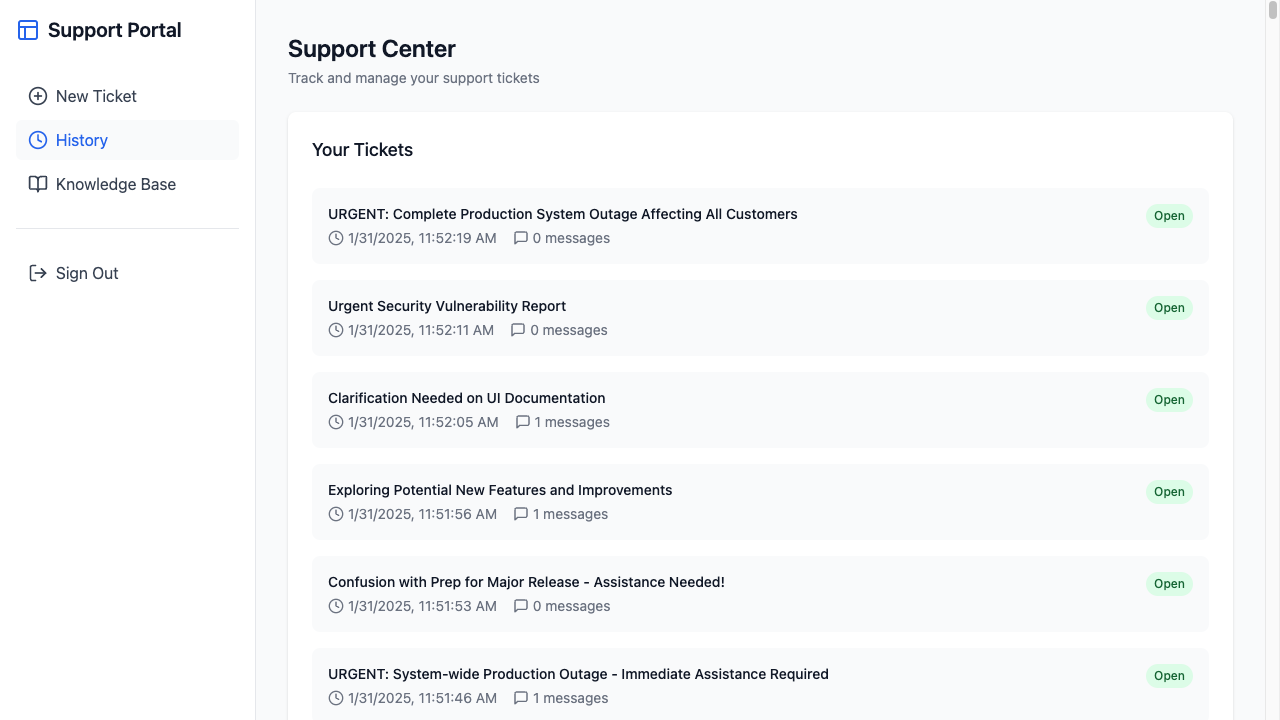 Support Portal
New Ticket
History
Knowledge Base
Sign Out
Support Center
Track and manage your support tickets
Your Tickets
URGENT: Complete Production System Outage Affecting All Customers
Open
1/31/2025, 11:52:19 AM 0 messages
Urgent Security Vulnerability Report
Open
1/31/2025, 11:52:11 AM 0 messages
Clarification Needed on UI Documentation
Open
1/31/2025, 11:52:05 AM 1 messages
Exploring Potential New Features and Improvements
Open
1/31/2025, 11:51:56 AM 1 messages
Confusion with Prep for Major Release - Assistance Needed!
Open
1/31/2025, 11:51:53 AM 0 messages
URGENT: System-wide Production Outage - Immediate Assistance Required
Open
1/31/2025, 11:51:46 AM 1 messages